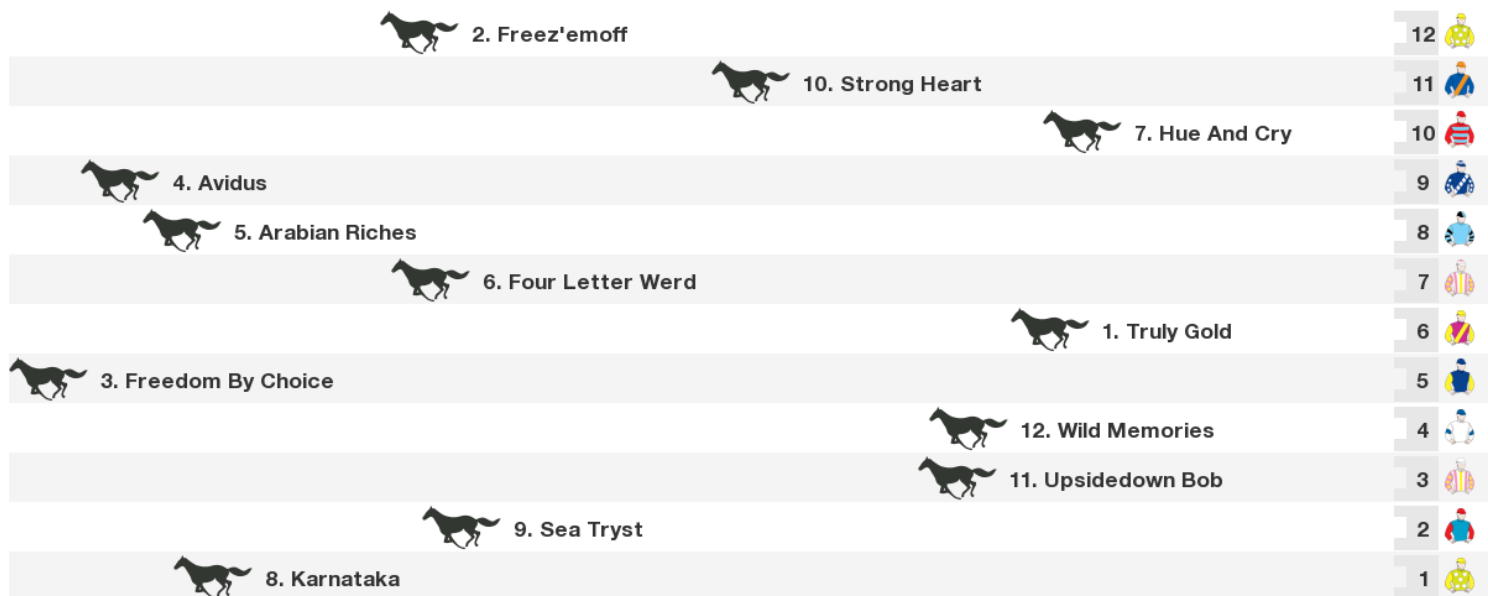 2. Freez'emoff 12
10. Strong Heart 11
7. Hue And Cry 10
4. Avidus 9
5. Arabian Riches 8
6. Four Letter Werd 7
1. Truly Gold 6
3. Freedom By Choice 5
12. Wild Memories 4
11. Upsidedown Bob 3
9. Sea Tryst 2
8. Karnataka 1